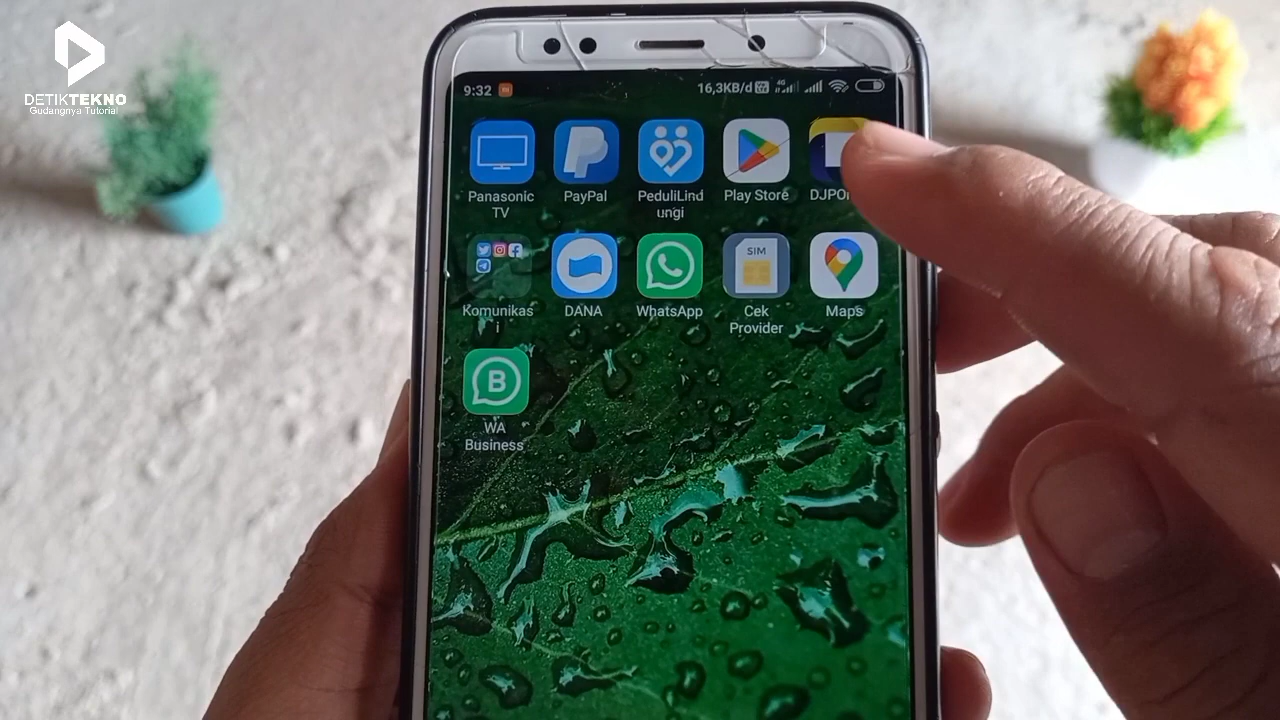 DETIKTEKNO
Gudangnya Tutorial
9:32
16,3KB/d
4G
Panasonic
TV
PayPal
PeduliLind
ungi
Play Store
Komunikas
i
DANA
WhatsApp
SIM
Cek
Provider
Maps
B
WA
Business